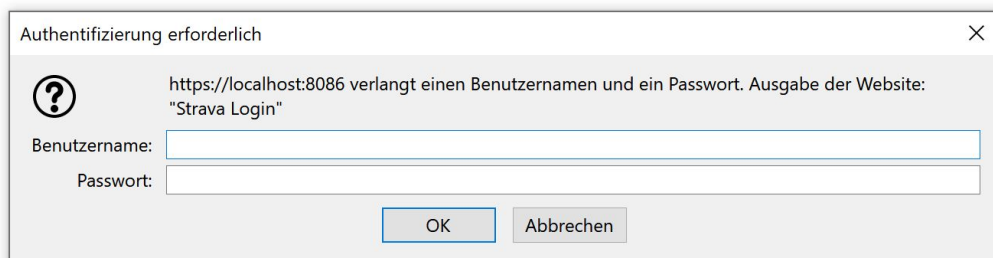 Authentifizierung erforderlich
https://localhost:8086 verlangt einen Benutzernamen und ein Passwort. Ausgabe der Website:
"Strava Login"
Benutzername:
Passwort:
OK Abbrechen